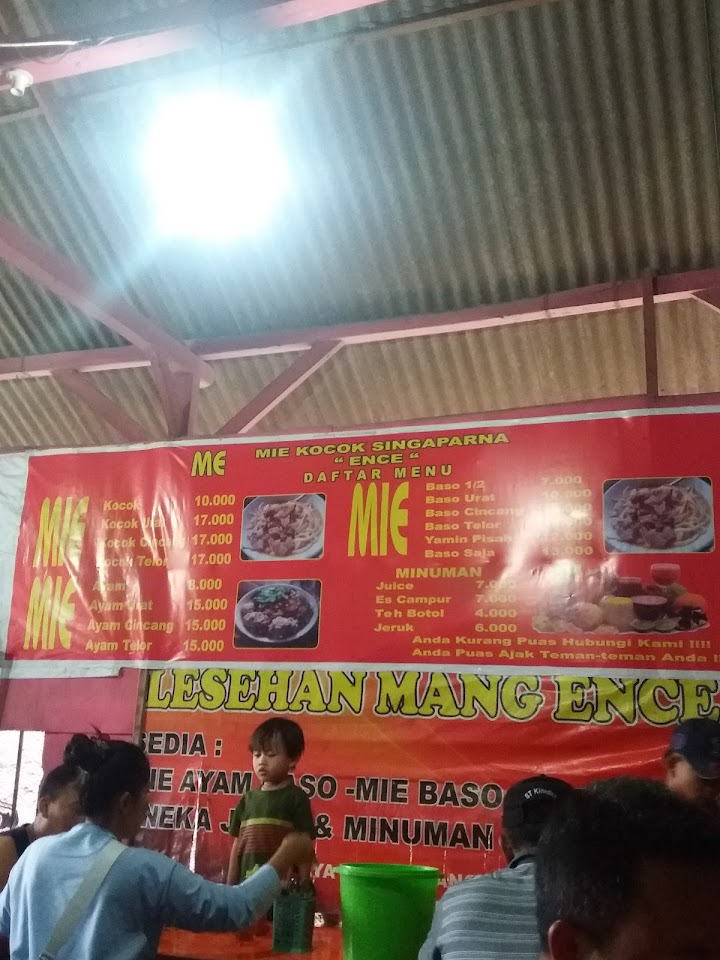 ME
MIE KOCOK SINGAPARNA
" ENCE "
DAFTAR MENU
MIE
Kocok 10.000
Kocok Urat 17.000
Kocok Cincang 17.000
Kocok Telor 17.000
MIE
Ayam 8.000
Ayam Urat 15.000
Ayam Cincang 15.000
Ayam Telor 15.000
MIE
Baso 1/2 7.000
Baso Urat 10.000
Baso Cincang
Baso Telor
Yamin Pisah
Baso Saja 13.000
MINUMAN
Juice 7.000
Es Campur 7.000
Teh Botol 4.000
Jeruk 6.000
Anda Kurang Puas Hubungi Kami !!!!
Anda Puas Ajak Teman-teman Anda !
LESEHAN MANG ENCE
SEDIA :
MIE AYAM BASO -MIE BASO
NEKA & MINUMAN
ST